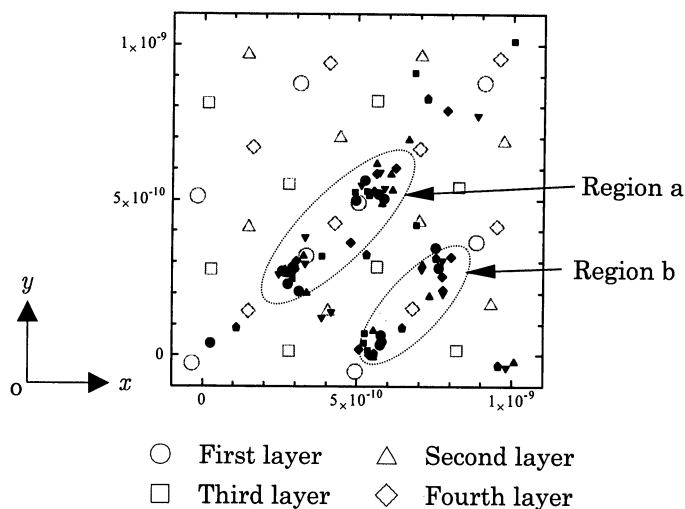 1×10⁻⁹
5×10⁻¹⁰
0
y
o
x
0
5×10⁻¹⁰
1×10⁻⁹
Region a
Region b
First layer
Second layer
Third layer
Fourth layer